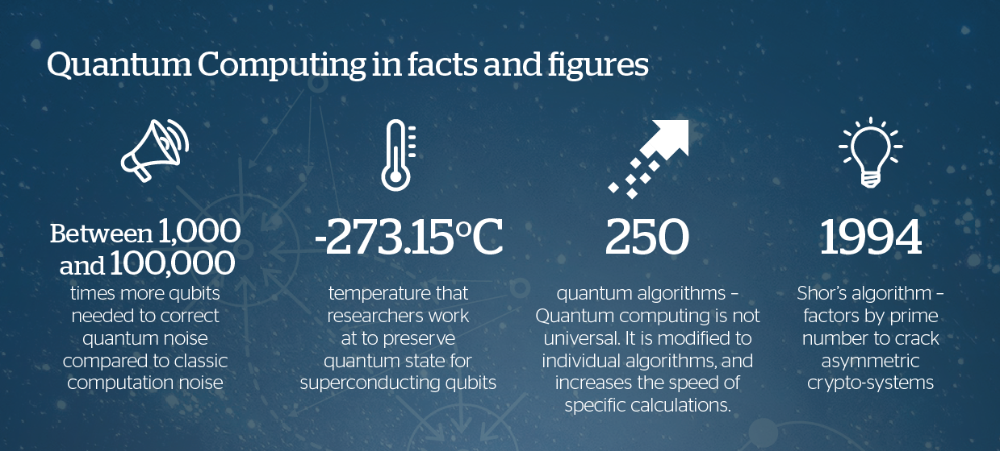 Quantum Computing in facts and figures
Between 1,000
and 100,000
times more qubits
needed to correct
quantum noise
compared to classic
computation noise
-273.15°C
temperature that
researchers work
at to preserve
quantum state for
superconducting qubits
250
quantum algorithms –
Quantum computing is not
universal. It is modified to
individual algorithms, and
increases the speed of
specific calculations.
1994
Shor's algorithm –
factors by prime
number to crack
asymmetric
crypto-systems